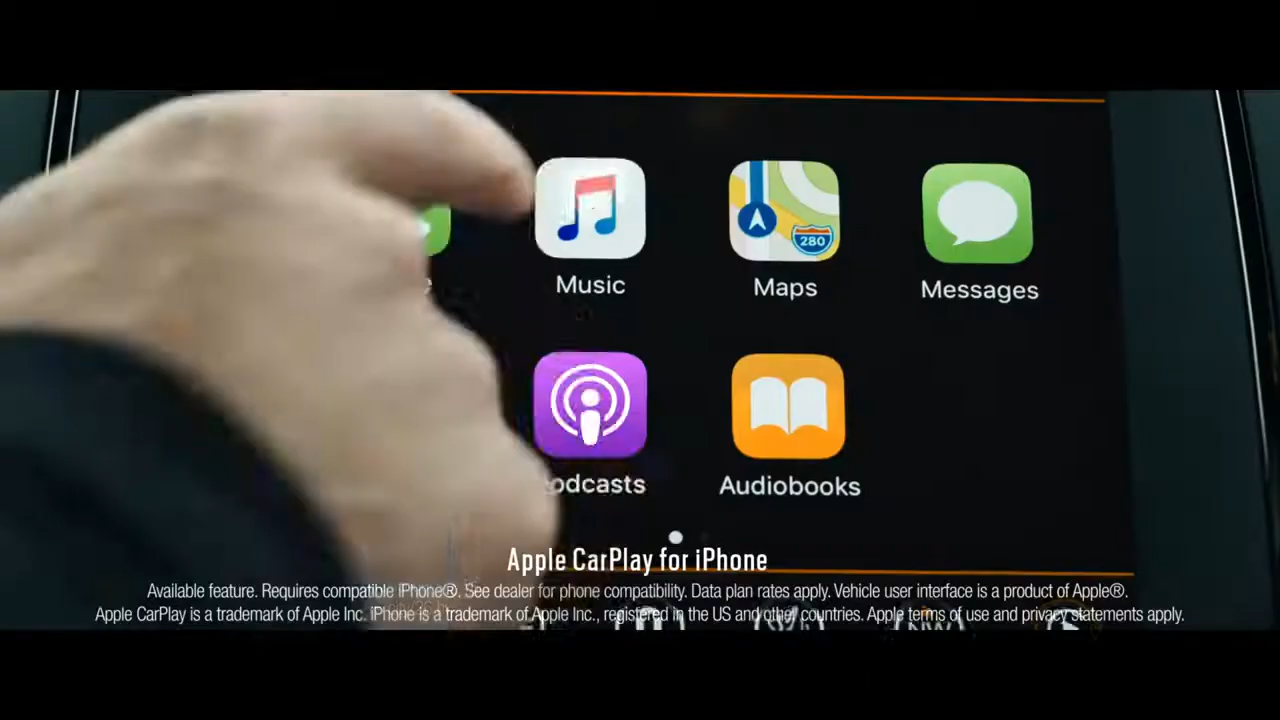 280
Music
Maps
Messages
odcasts
Audiobooks
Apple CarPlay for iPhone
Available feature. Requires compatible iPhone®. See dealer for phone compatibility. Data plan rates apply. Vehicle user interface is a product of Apple®.
Apple CarPlay is a trademark of Apple Inc. iPhone is a trademark of Apple Inc., registered in the US and other countries. Apple terms of use and privacy statements apply.